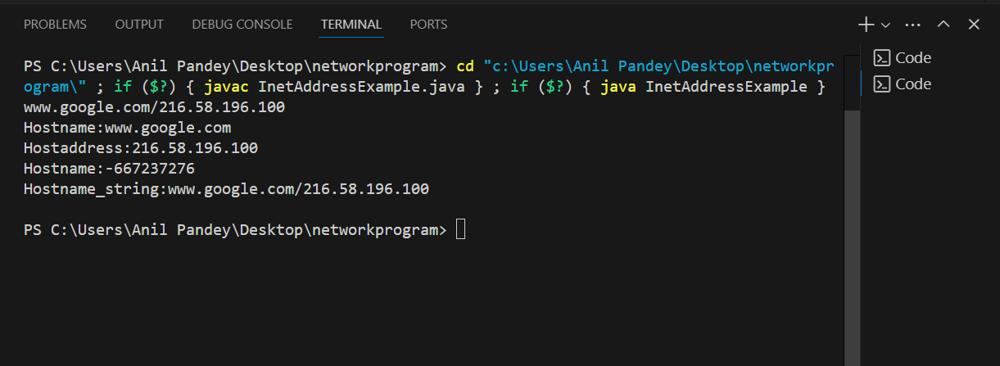 PROBLEMS OUTPUT DEBUG CONSOLE TERMINAL PORTS
PS C:\Users\Anil Pandey\Desktop\networkprogram> cd "c:\Users\Anil Pandey\Desktop\networkpr
ogram\" ; if ($?) { javac InetAddressExample.java } ; if ($?) { java InetAddressExample }
www.google.com/216.58.196.100
Hostname:www.google.com
Hostaddress:216.58.196.100
Hostname:-667237276
Hostname_string:www.google.com/216.58.196.100
PS C:\Users\Anil Pandey\Desktop\networkprogram>
Code
Code